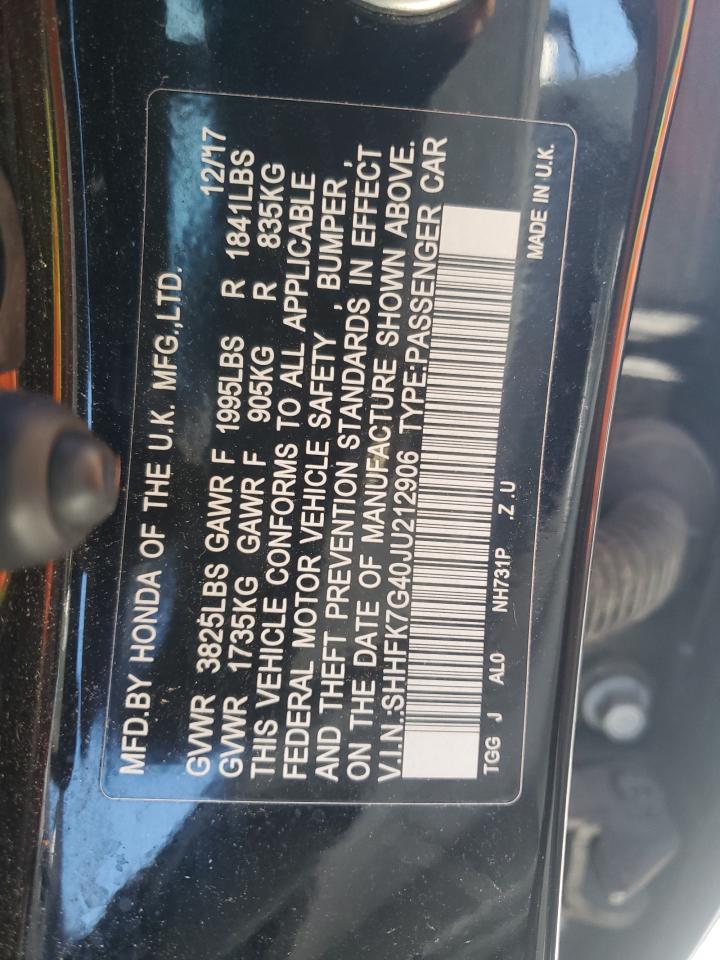 MFD.BY HONDA OF THE U.K. MFG.,LTD. 12/17
GVWR 3825LBS GAWR F 1995LBS R 1841LBS
GVWR 1735KG GAWR F 905KG R 835KG
THIS VEHICLE CONFORMS TO ALL APPLICABLE
FEDERAL MOTOR VEHICLE SAFETY , BUMPER ,
AND THEFT PREVENTION STANDARDS, IN EFFECT
ON THE DATE OF MANUFACTURE SHOWN ABOVE.
V.I.N.:SHHFK7G40JU212906 TYPE:PASSENGER CAR
TGG J AL0 NH731P .Z .U MADE IN U.K.